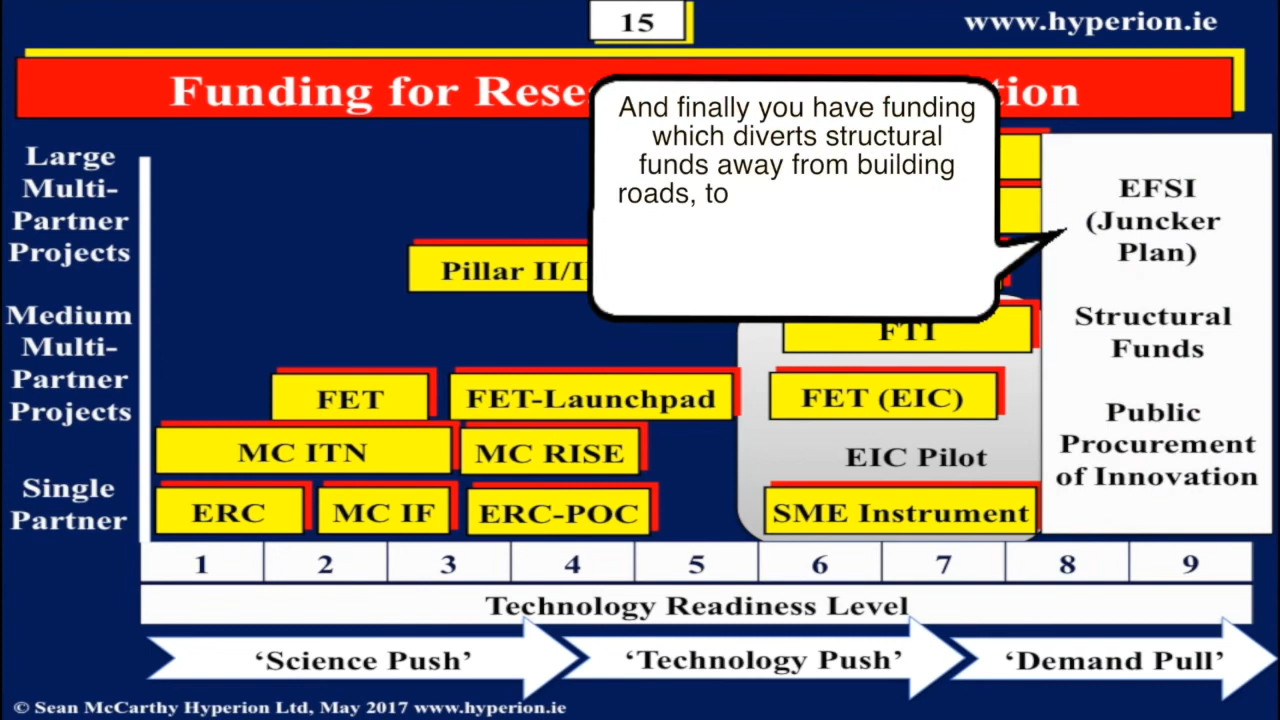 15
www.hyperion.ie
Funding for Rese
tion
And finally you have funding
which diverts structural
funds away from building
roads, to
Large
Multi-
Partner
Projects
Medium
Multi-
Partner
Projects
Single
Partner
Pillar II/I
FTI
FET
FET-Launchpad
FET (EIC)
MC ITN
MC RISE
EIC Pilot
ERC
MC IF
ERC-POC
SME Instrument
EFSI
(Juncker
Plan)
Structural
Funds
Public
Procurement
of Innovation
1 2 3 4 5 6 7 8 9
Technology Readiness Level
‘Science Push’
‘Technology Push’
‘Demand Pull’
© Sean McCarthy Hyperion Ltd, May 2017 www.hyperion.ie